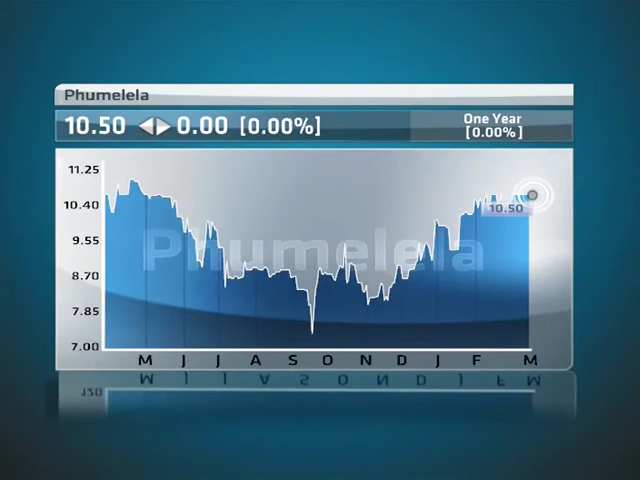 Phumelela
10.50 0.00 [0.00%]
One Year
[0.00%]
11.25
10.40
9.55
8.70
7.85
7.00
Phumelela
10.50
M J J A S O N D J F M
M J J A S O N D J F M
120